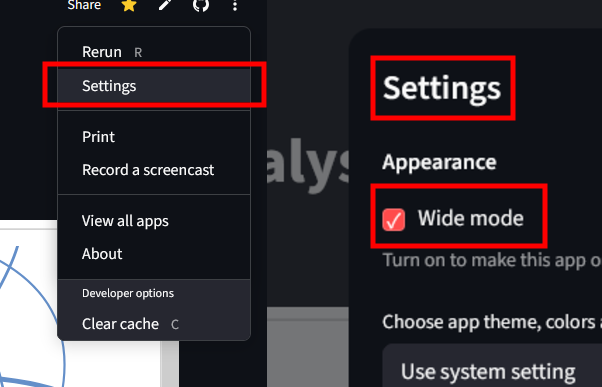 Share
Rerun R
Settings
Print
Record a screencast
View all apps
About
Developer options
Clear cache C
alys
Settings
Appearance
Wide mode
Turn on to make this app o
Choose app theme, colors a
Use system setting